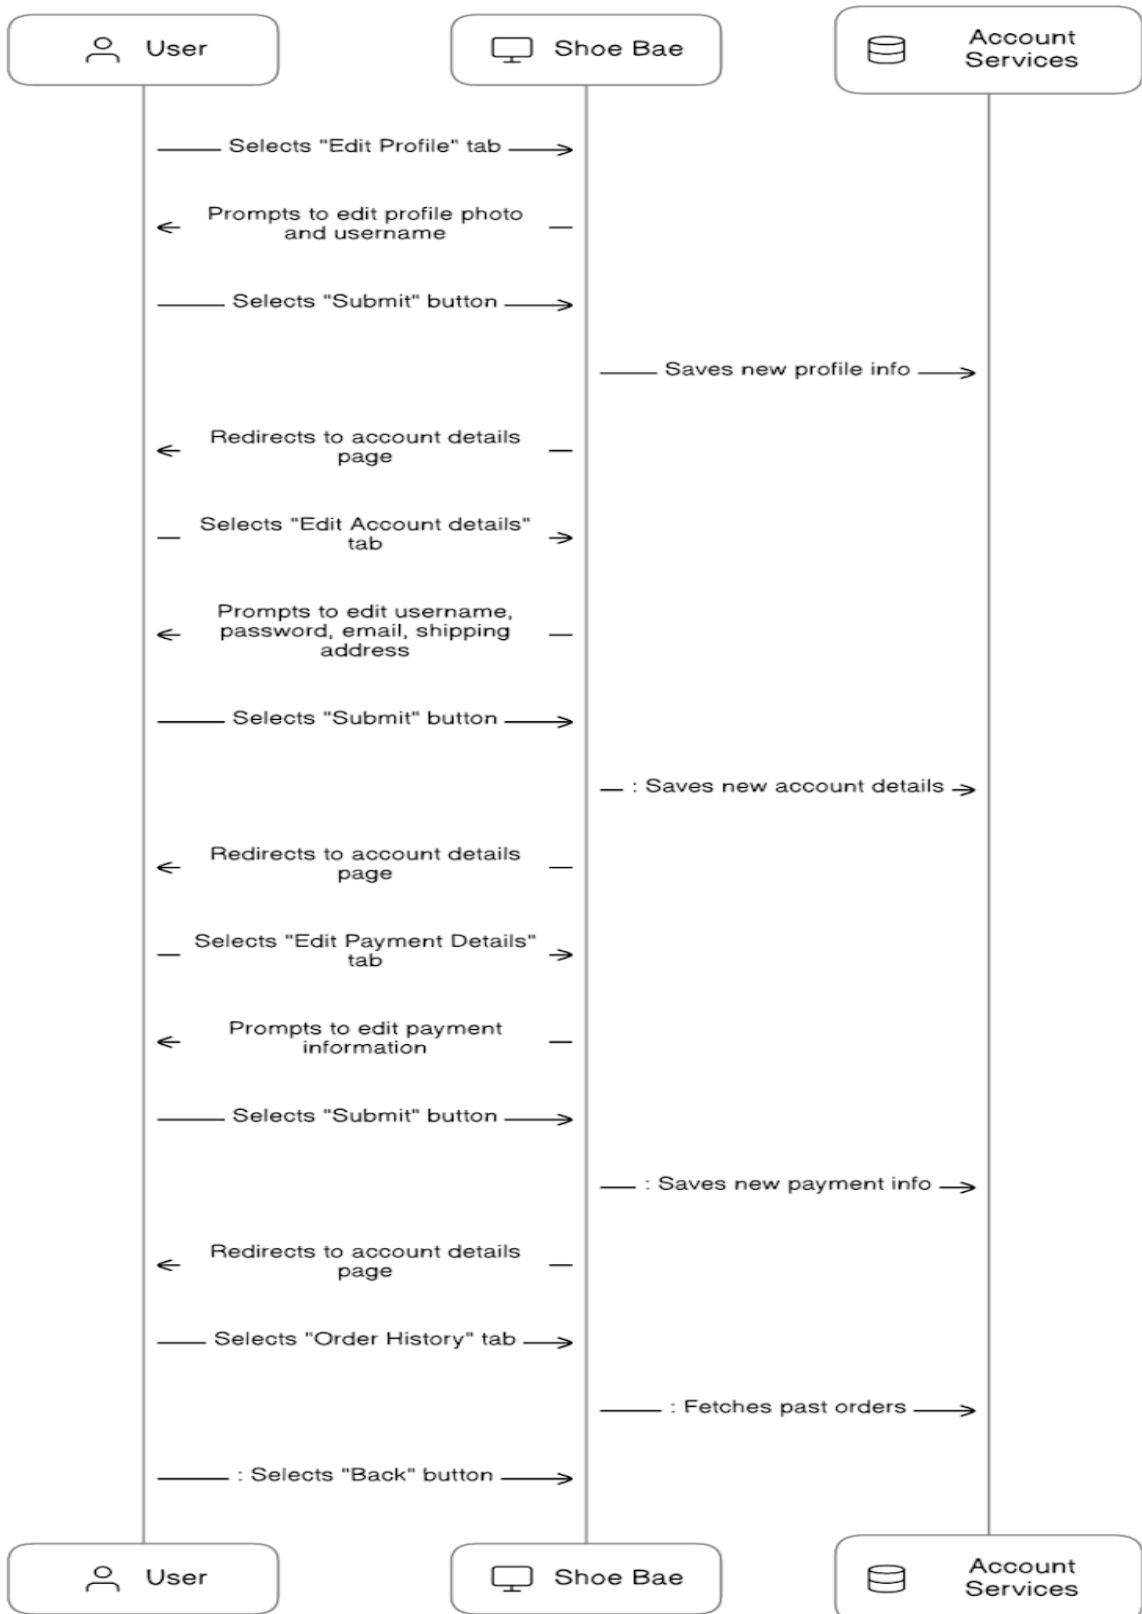 User
Shoe Bae
Account
Services
Selects "Edit Profile" tab
Prompts to edit profile photo
and username
Selects "Submit" button
Saves new profile info
Redirects to account details
page
Selects "Edit Account details"
tab
Prompts to edit username,
password, email, shipping
address
Selects "Submit" button
: Saves new account details
Redirects to account details
page
Selects "Edit Payment Details"
tab
Prompts to edit payment
information
Selects "Submit" button
: Saves new payment info
Redirects to account details
page
Selects "Order History" tab
: Fetches past orders
: Selects "Back" button
User
Shoe Bae
Account
Services